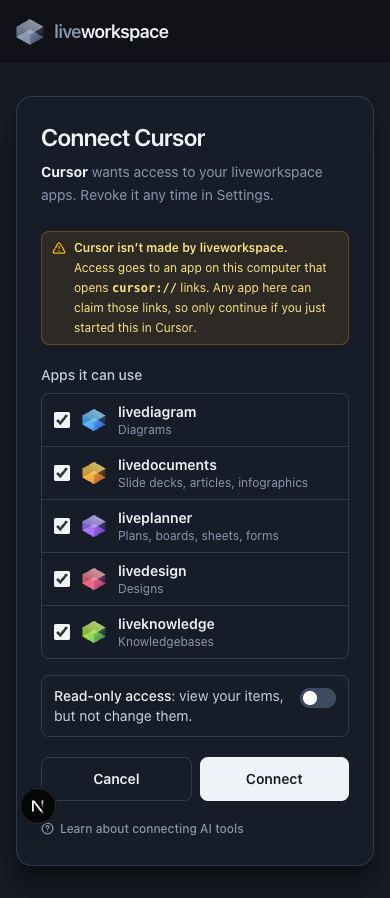 liveworkspace
Connect Cursor
Cursor wants access to your liveworkspace
apps. Revoke it any time in Settings.
Cursor isn’t made by liveworkspace.
Access goes to an app on this computer that
opens cursor:// links. Any app here can
claim those links, so only continue if you just
started this in Cursor.
Apps it can use
livediagram
Diagrams
livedocuments
Slide decks, articles, infographics
liveplanner
Plans, boards, sheets, forms
livedesign
Designs
liveknowledge
Knowledgebases
Read-only access: view your items,
but not change them.
Cancel
Connect
N
Learn about connecting AI tools